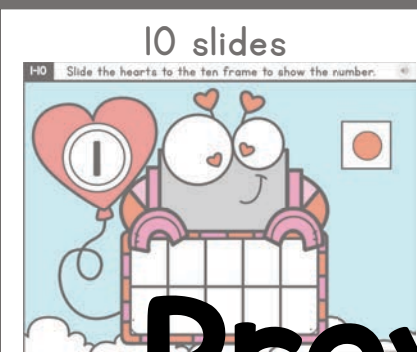 10 slides
1-10 Slide the hearts to the ten frame to show the number.
1